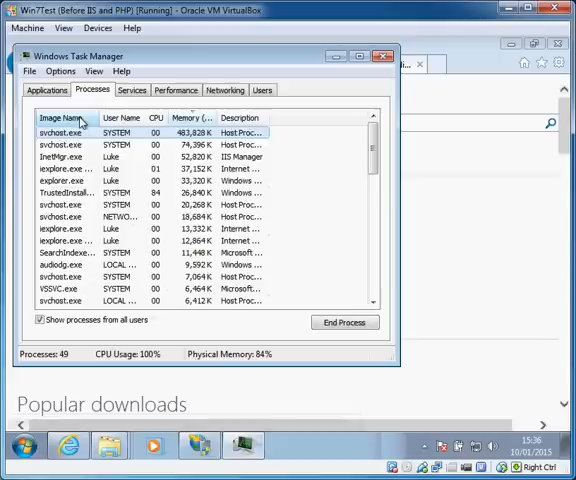 Win7Test (Before IIS and PHP) [Running] - Oracle VM VirtualBox
Machine View Devices Help
Windows Task Manager
File Options View Help
Applications Processes Services Performance Networking Users
Image Name User Name CPU Memory (... Description
svchost.exe SYSTEM 00 483,828 K Host Proc...
svchost.exe SYSTEM 00 74,396 K Host Proc...
InetMgr.exe Luke 00 52,820 K IIS Manager
iexplore.exe ... Luke 01 37,152 K Internet ...
explorer.exe Luke 00 33,320 K Windows ...
TrustedInstall... SYSTEM 84 26,840 K Windows ...
svchost.exe SYSTEM 00 20,268 K Host Proc...
svchost.exe NETWO... 00 18,684 K Host Proc...
iexplore.exe ... Luke 00 13,332 K Internet ...
iexplore.exe ... Luke 00 12,864 K Internet ...
SearchIndexe... SYSTEM 00 11,448 K Microsoft ...
audiodg.exe LOCAL ... 00 9,592 K Windows ...
svchost.exe SYSTEM 00 7,064 K Host Proc...
VSSVC.exe SYSTEM 00 6,464 K Microsoft...
svchost.exe LOCAL ... 00 6,412 K Host Proc...
Show processes from all users
End Process
Processes: 49 CPU Usage: 100% Physical Memory: 84%
Popular downloads
15:36
10/01/2015
Right Ctrl